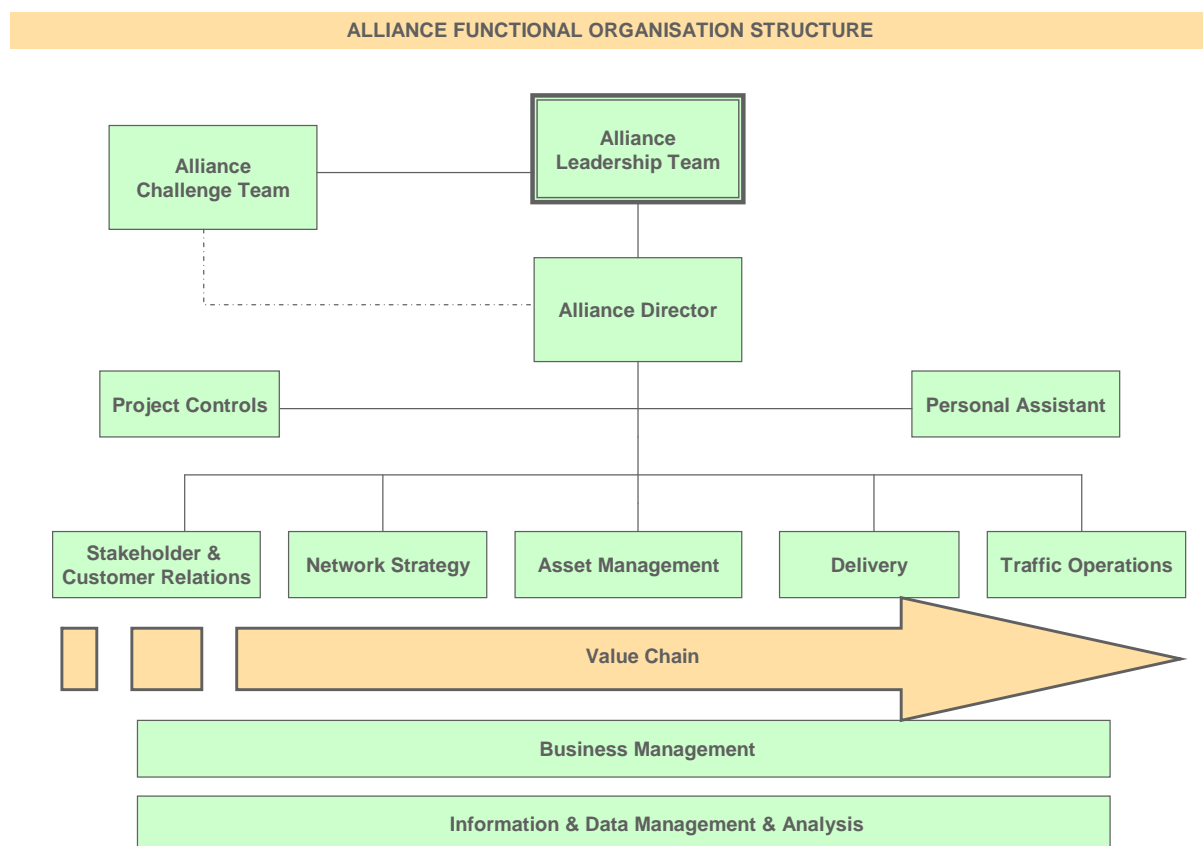 ALLIANCE FUNCTIONAL ORGANISATION STRUCTURE
Alliance
Leadership Team
Alliance
Challenge Team
Alliance Director
Project Controls
Personal Assistant
Stakeholder &
Customer Relations
Network Strategy
Asset Management
Delivery
Traffic Operations
Value Chain
Business Management
Information & Data Management & Analysis